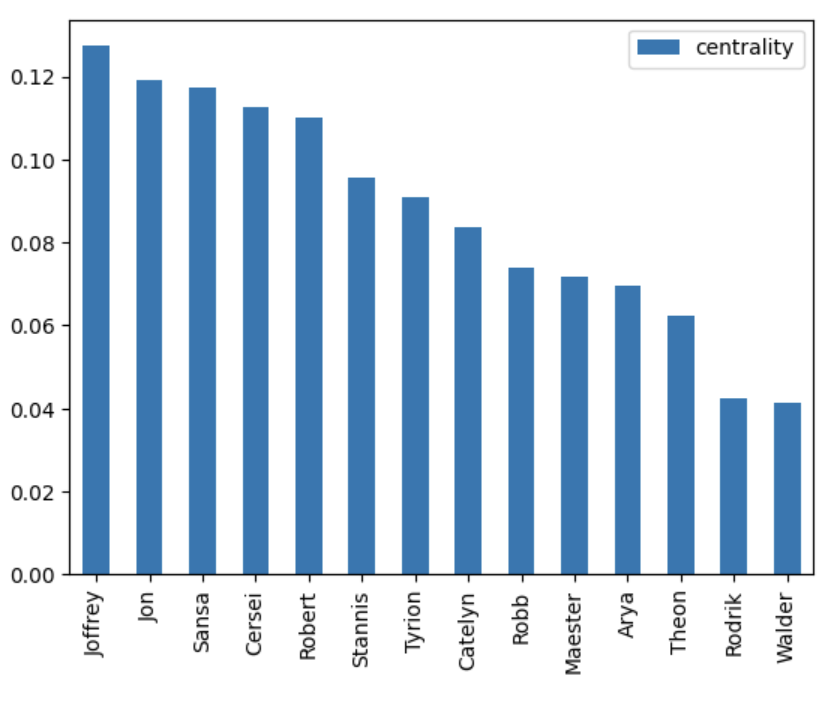 centrality
0.12
0.10
0.08
0.06
0.04
0.02
0.00
Joffrey
Jon
Sansa
Cersei
Robert
Stannis
Tyrion
Catelyn
Robb
Maester
Arya
Theon
Rodrik
Walder